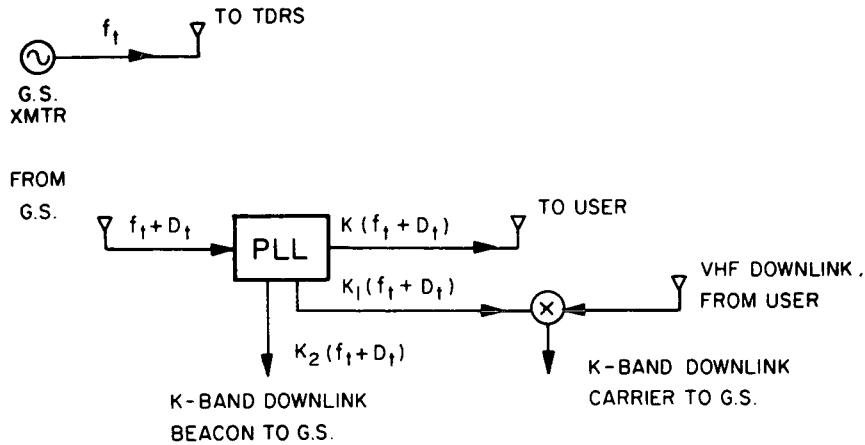 f_t
TO TDRS
G.S.
XMTR
FROM
G.S.
f_t + D_t
PLL
K(f_t + D_t)
TO USER
K_1(f_t + D_t)
VHF DOWNLINK.
FROM USER
K_2(f_t + D_t)
K-BAND DOWNLINK
BEACON TO G.S.
K-BAND DOWNLINK
CARRIER TO G.S.